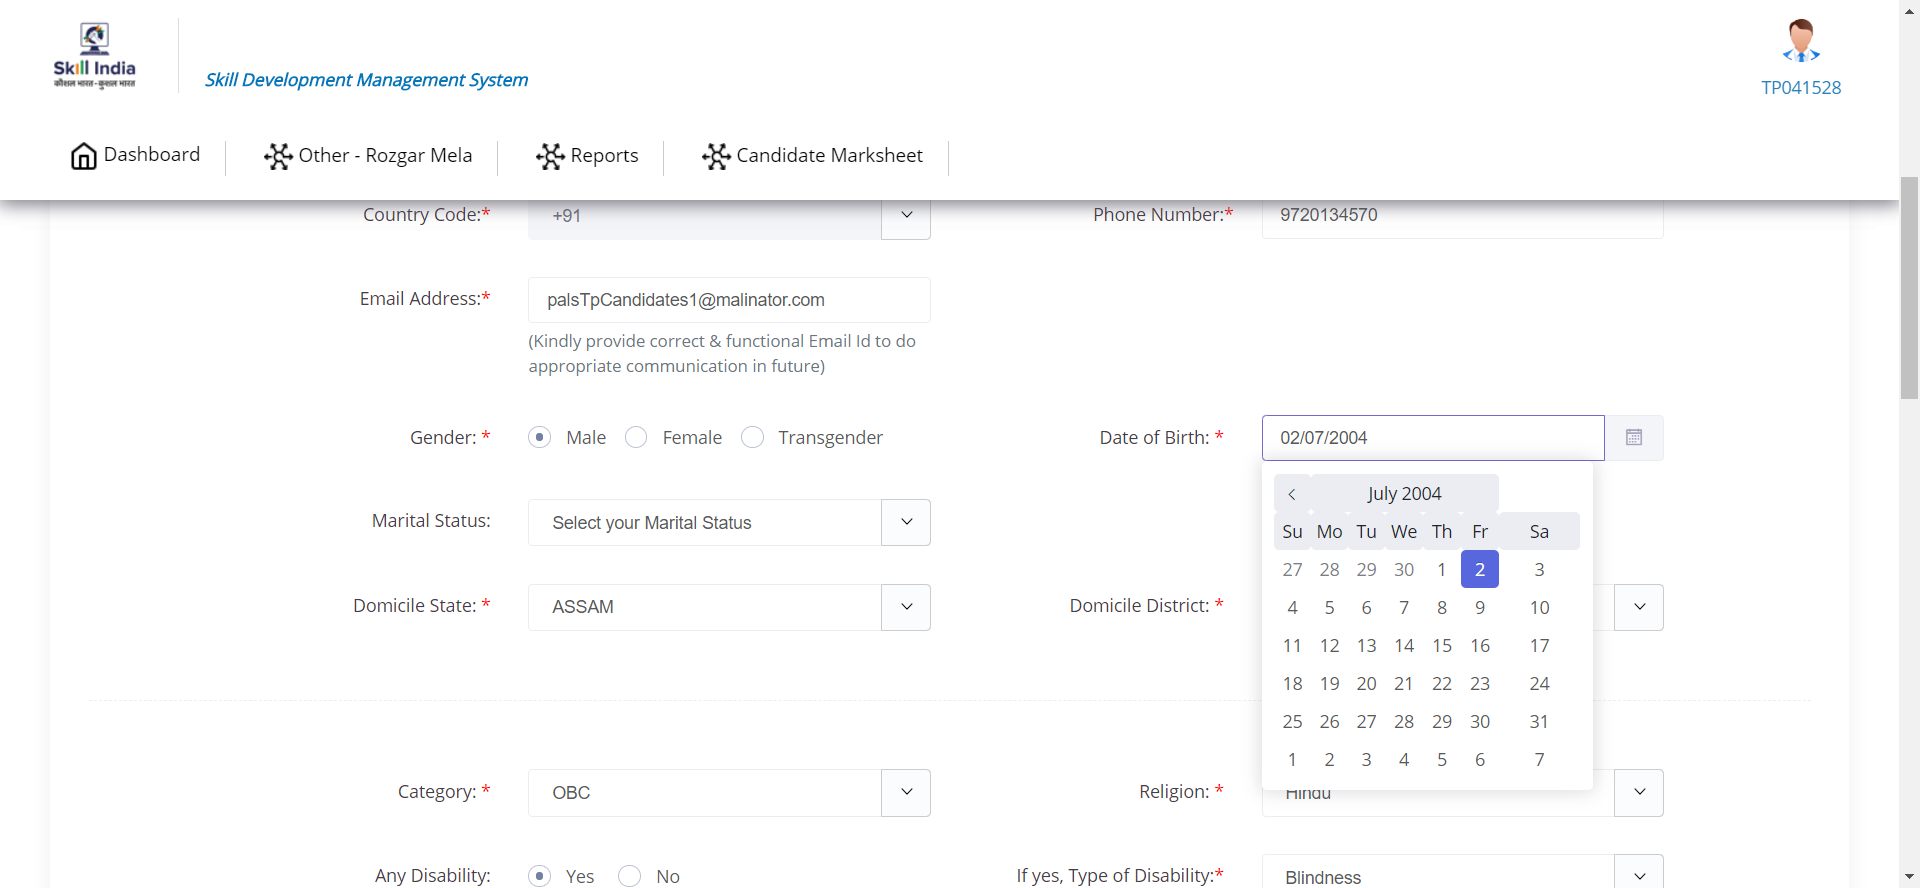 Skill India
कौशल भारत - कुशल भारत
Skill Development Management System
TP041528
Dashboard
Other - Rozgar Mela
Reports
Candidate Marksheet
Country Code:* +91
Phone Number:* 9720134570
Email Address:* palsTpCandidates1@malinator.com
(Kindly provide correct & functional Email Id to do
appropriate communication in future)
Gender: * Male Female Transgender
Date of Birth: * 02/07/2004
July 2004
Su Mo Tu We Th Fr Sa
27 28 29 30 1 2 3
4 5 6 7 8 9 10
11 12 13 14 15 16 17
18 19 20 21 22 23 24
25 26 27 28 29 30 31
1 2 3 4 5 6 7
Marital Status: Select your Marital Status
Domicile State: * ASSAM
Domicile District: *
Category: * OBC
Religion: * Hindu
Any Disability: Yes No
If yes, Type of Disability:* Blindness